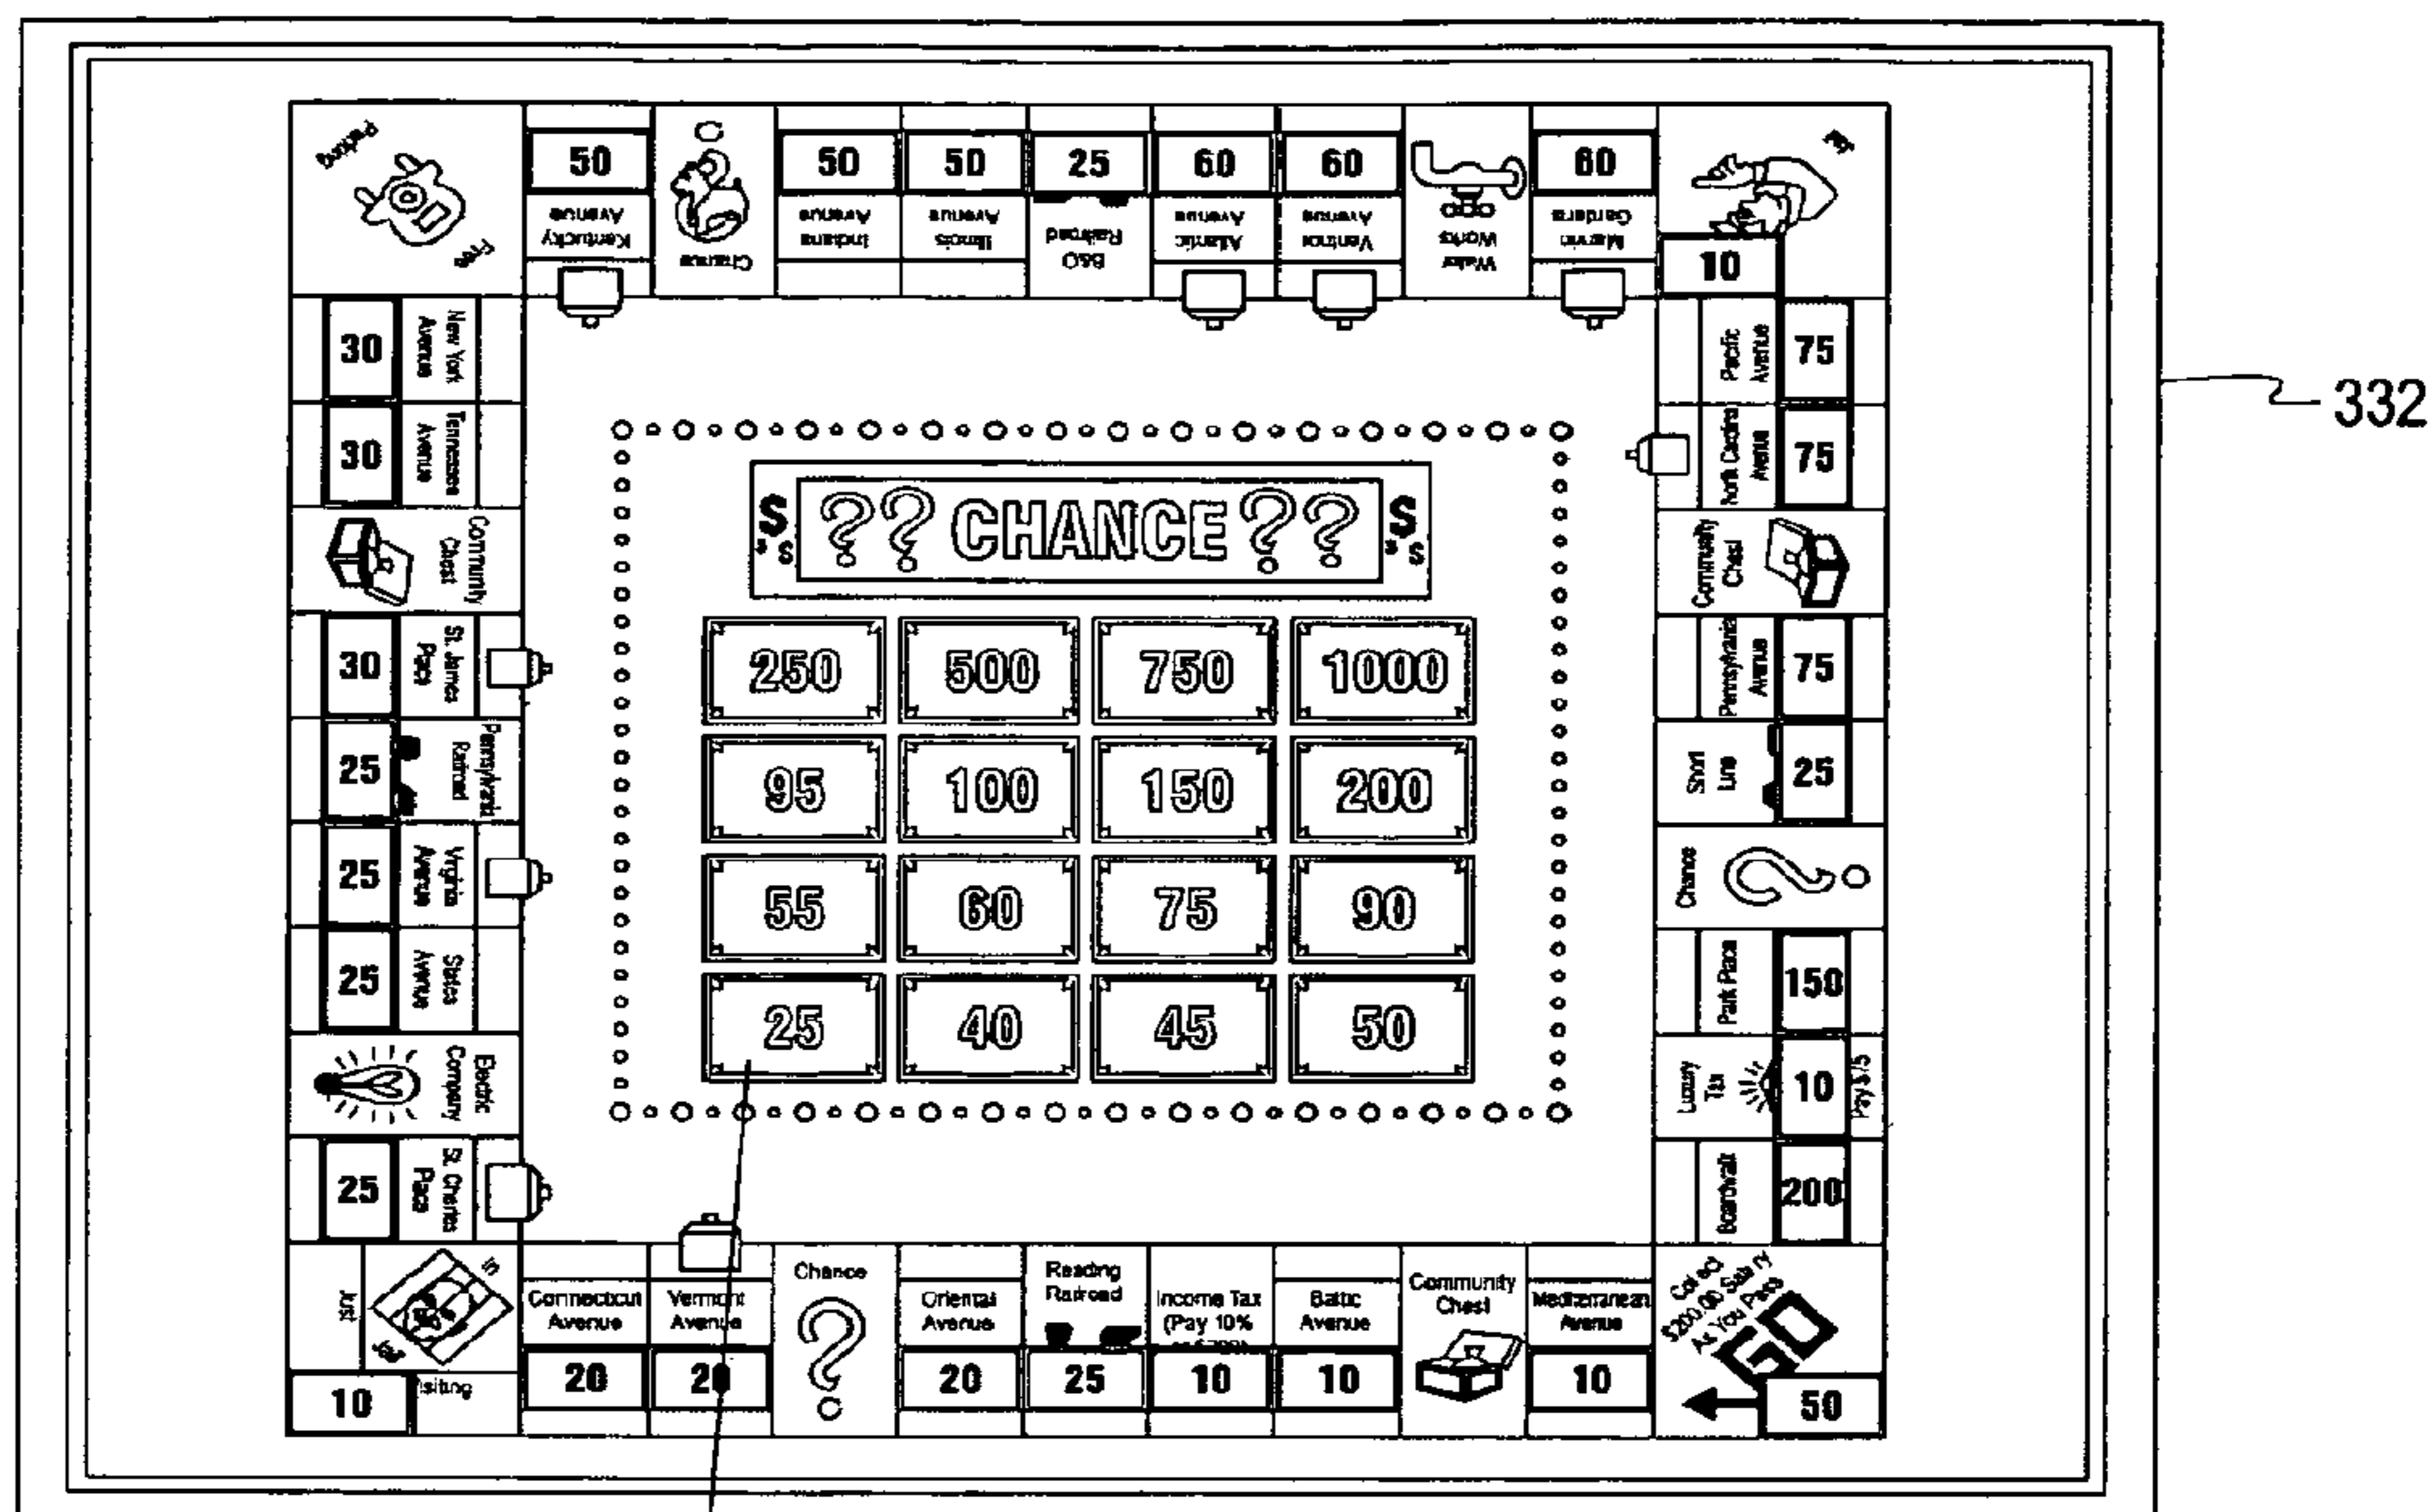 Free
Parking
50
Kentucky
Avenue
Chance
50
Indiana
Avenue
50
Illinois
Avenue
25
B&O
Railroad
60
Atlantic
Avenue
60
Ventnor
Avenue
Water
Works
60
Marvin
Gardens
10
332
30
New York
Avenue
30
Tennessee
Avenue
Community
Chest
30
St. James
Place
25
Pennsylvania
Railroad
25
Virginia
Avenue
25
States
Avenue
Electric
Company
25
St. Charles
Place
$ $ ?? CHANCE ?? $ $
250 500 750 1000
95 100 150 200
55 60 75 90
25 40 45 50
Pacific
Avenue
75
North Carolina
Avenue
75
Community
Chest
Pennsylvania
Avenue
75
Short
Line
25
Chance
?
Park Place
150
Luxury
Tax
10
Pay $75
Boardwalk
200
In
Just
Visiting
10
Connecticut
Avenue
20
Vermont
Avenue
20
Chance
?
Oriental
Avenue
20
Reading
Railroad
25
Income Tax
(Pay 10%
10
Baltic
Avenue
10
Community
Chest
Mediterranean
Avenue
10
Collect
$200.00 Salary
As You Pass
GO
50